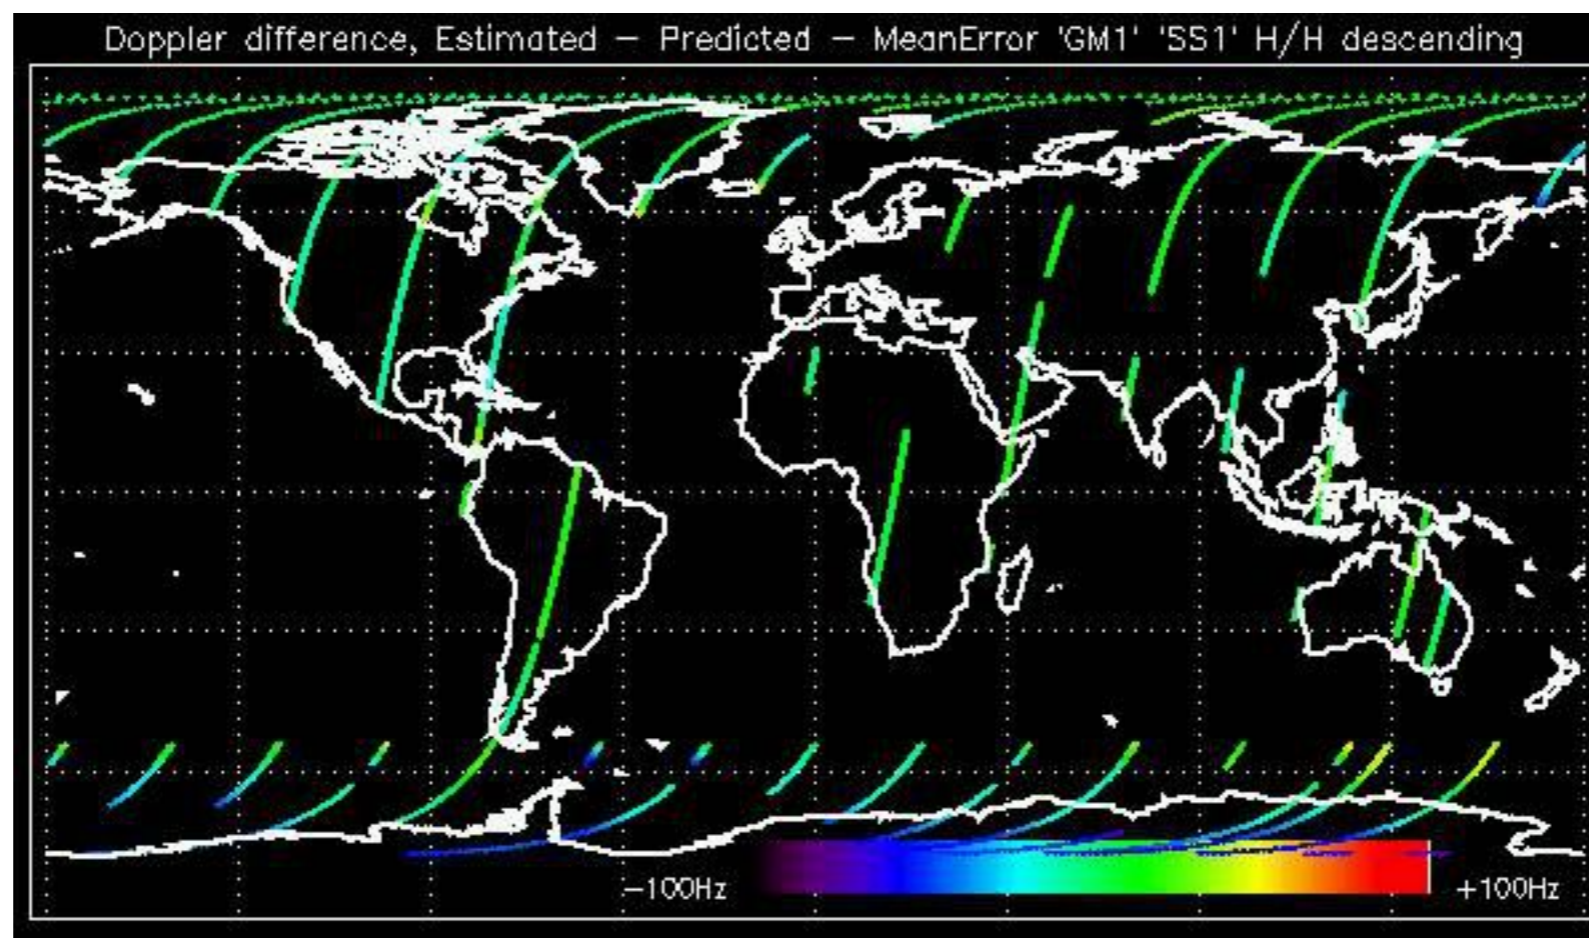 Doppler difference, Estimated − Predicted − MeanError 'GM1' 'SS1' H/H descending
−100Hz
+100Hz